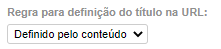 Regra para definição do título na URL:
Definido pelo conteúdo